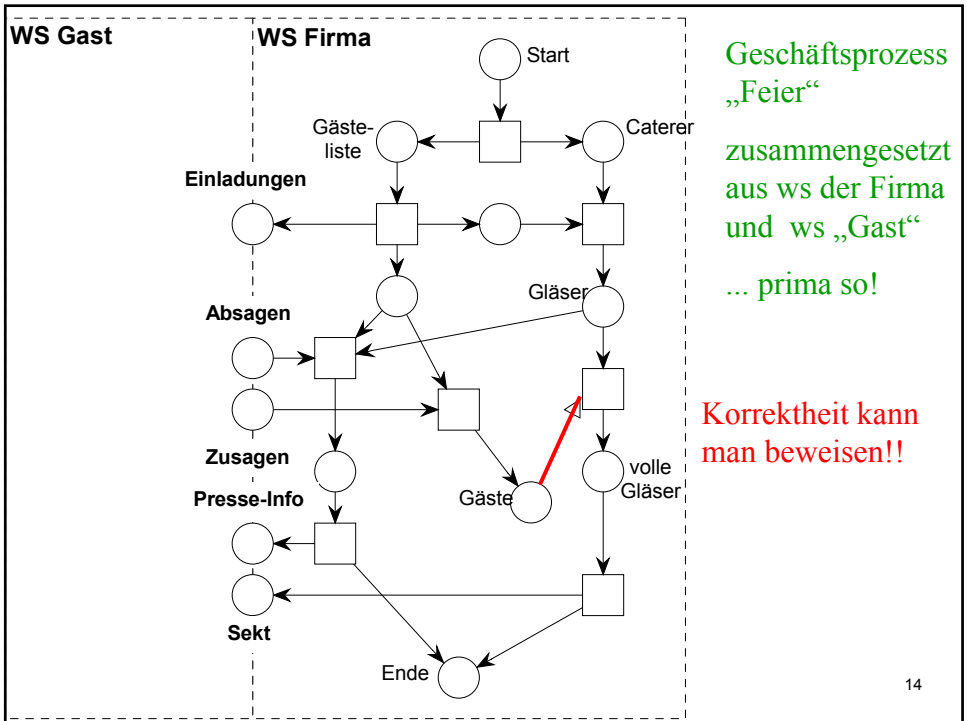 WS Gast
WS Firma
Start
Gäste-
liste
Caterer
Einladungen
Gläser
Absagen
Zusagen
Gäste
volle
Gläser
Presse-Info
Sekt
Ende
Geschäftsprozess
„Feier“
zusammengesetzt
aus ws der Firma
und ws „Gast“
... prima so!
Korrektheit kann
man beweisen!!
14